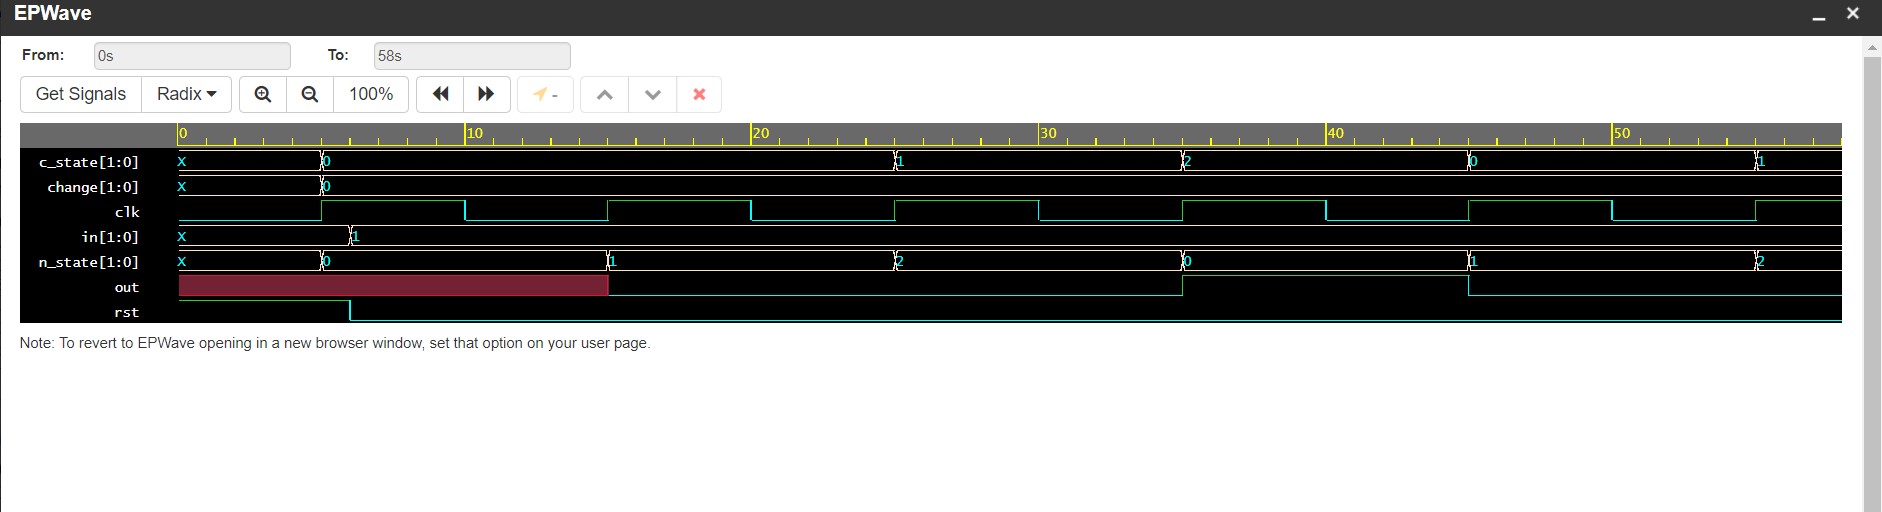 EPWave
From: 0s To: 58s
Get Signals Radix 100% -
0 10 20 30 40 50
c_state[1:0] X 0 1 2 0 1
change[1:0] X 0
clk
in[1:0] X 1
n_state[1:0] X 0 1 2 0 1 2
out
rst
Note: To revert to EPWave opening in a new browser window, set that option on your user page.